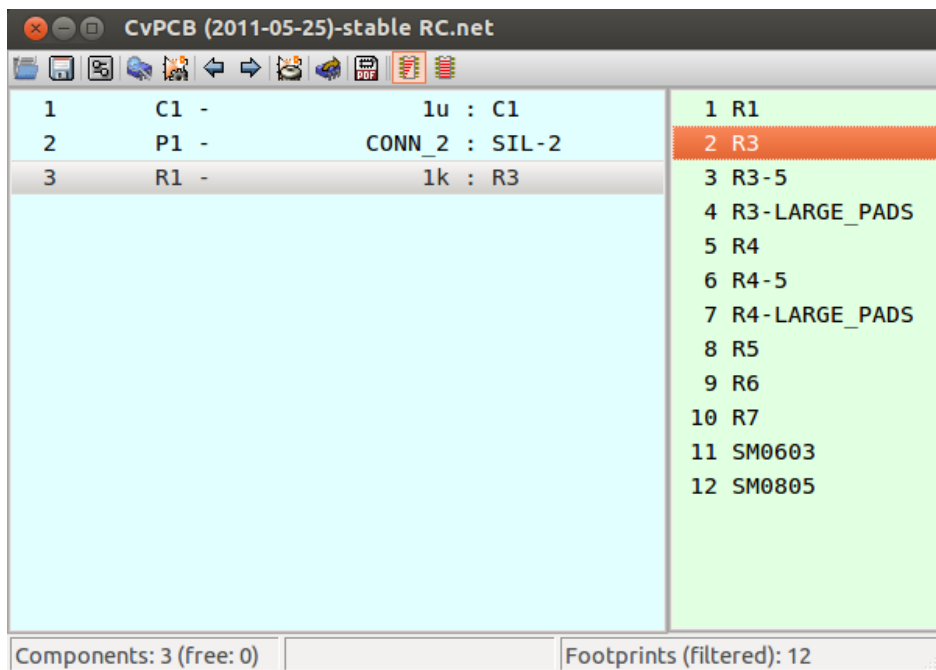 CvPCB (2011-05-25)-stable RC.net
PDF
1 C1 - 1u : C1
2 P1 - CONN_2 : SIL-2
3 R1 - 1k : R3
1 R1
2 R3
3 R3-5
4 R3-LARGE_PADS
5 R4
6 R4-5
7 R4-LARGE_PADS
8 R5
9 R6
10 R7
11 SM0603
12 SM0805
Components: 3 (free: 0)
Footprints (filtered): 12